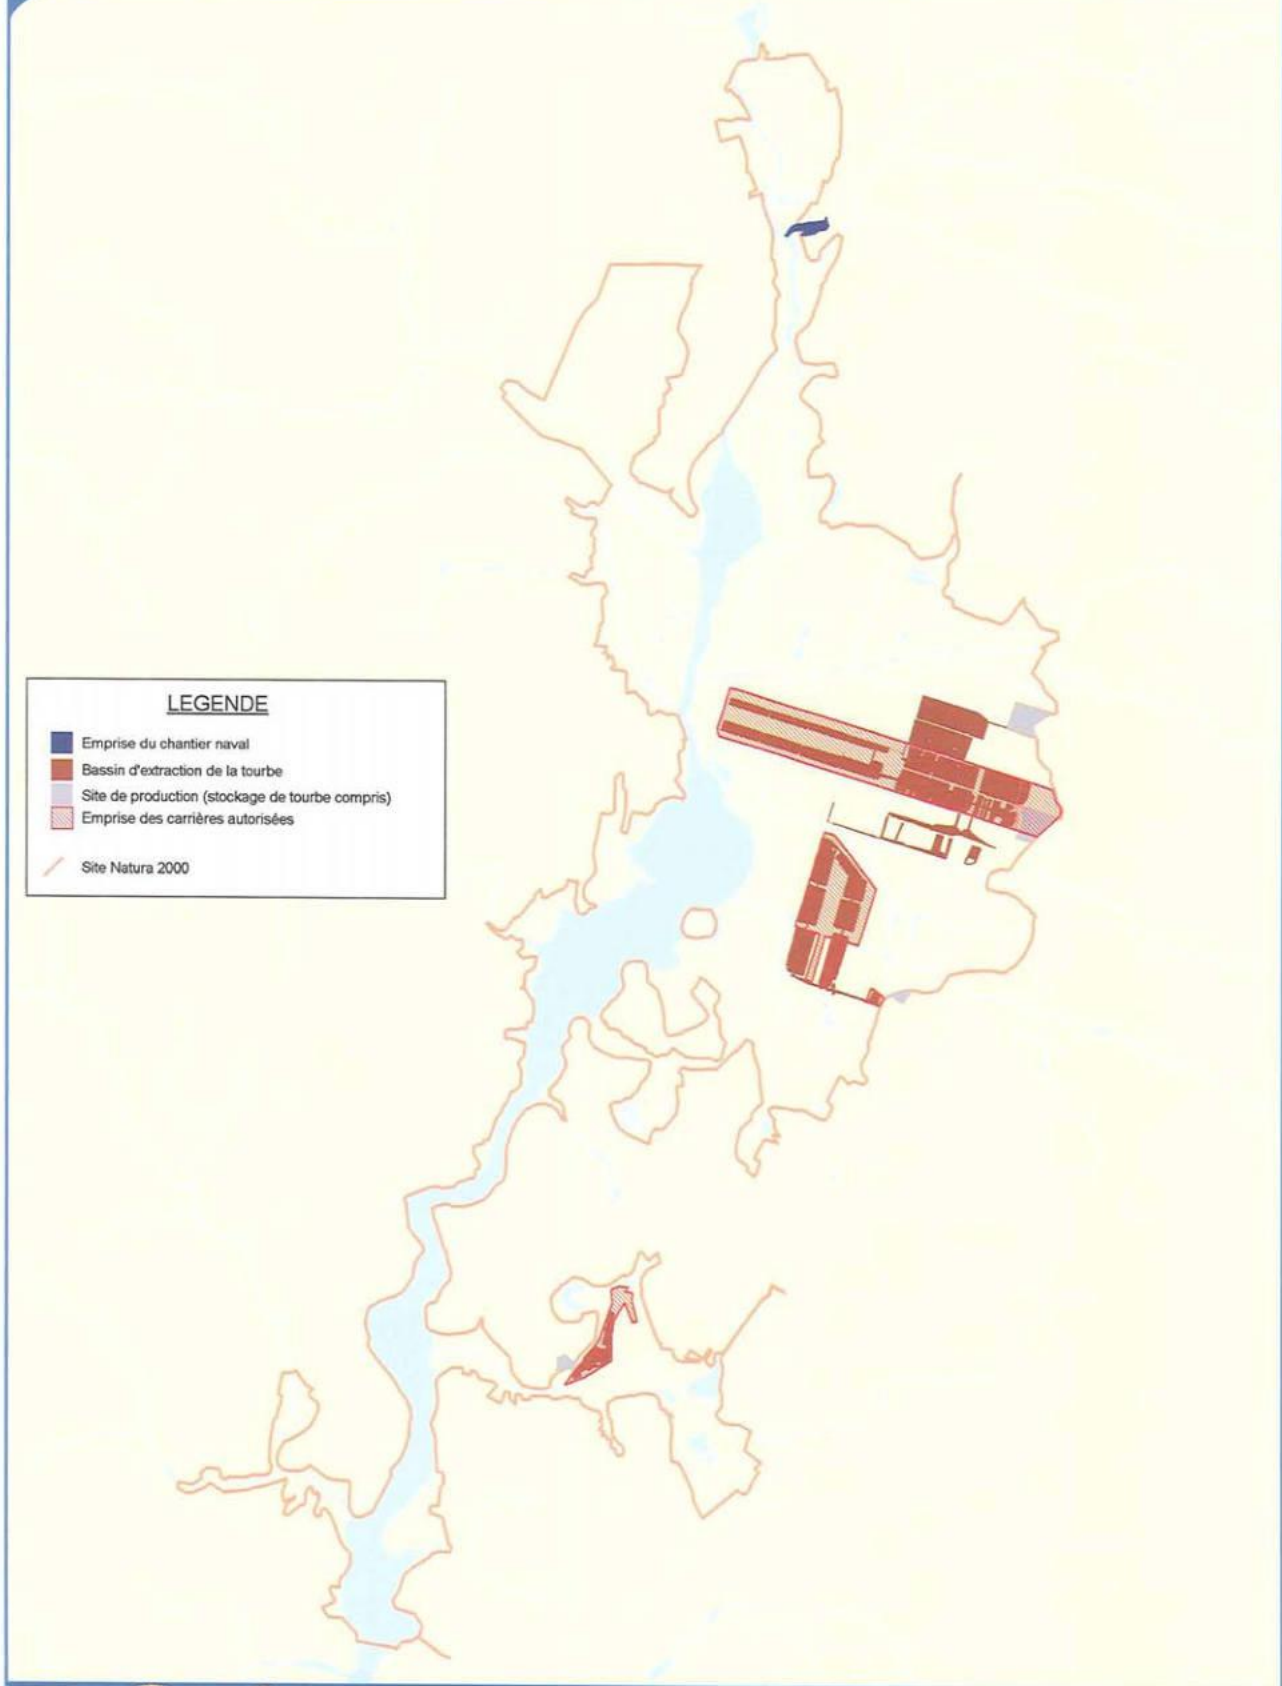 LEGENDE
Emprise du chantier naval
Bassin d'extraction de la tourbe
Site de production (stockage de tourbe compris)
Emprise des carrières autorisées
Site Natura 2000